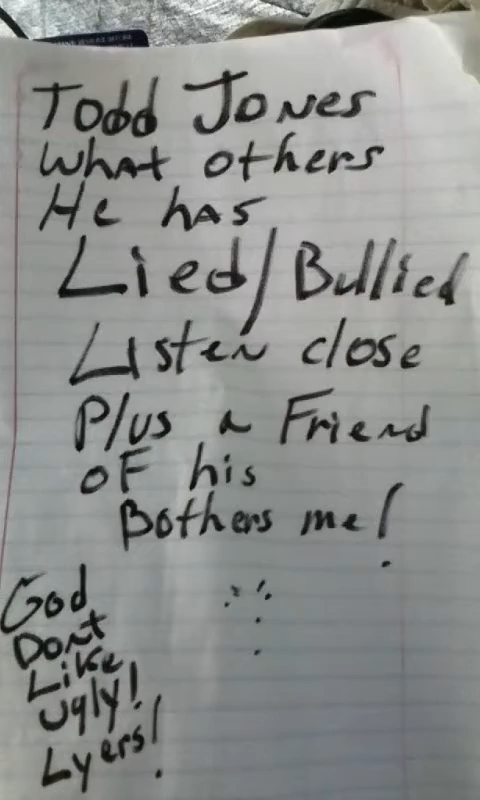 Todd Jones
What others
He has
Lied/Bullied
Listen close
Plus a Friend
OF his
Bothers me!
God
Dont
Like
Ugly!
Lyers!